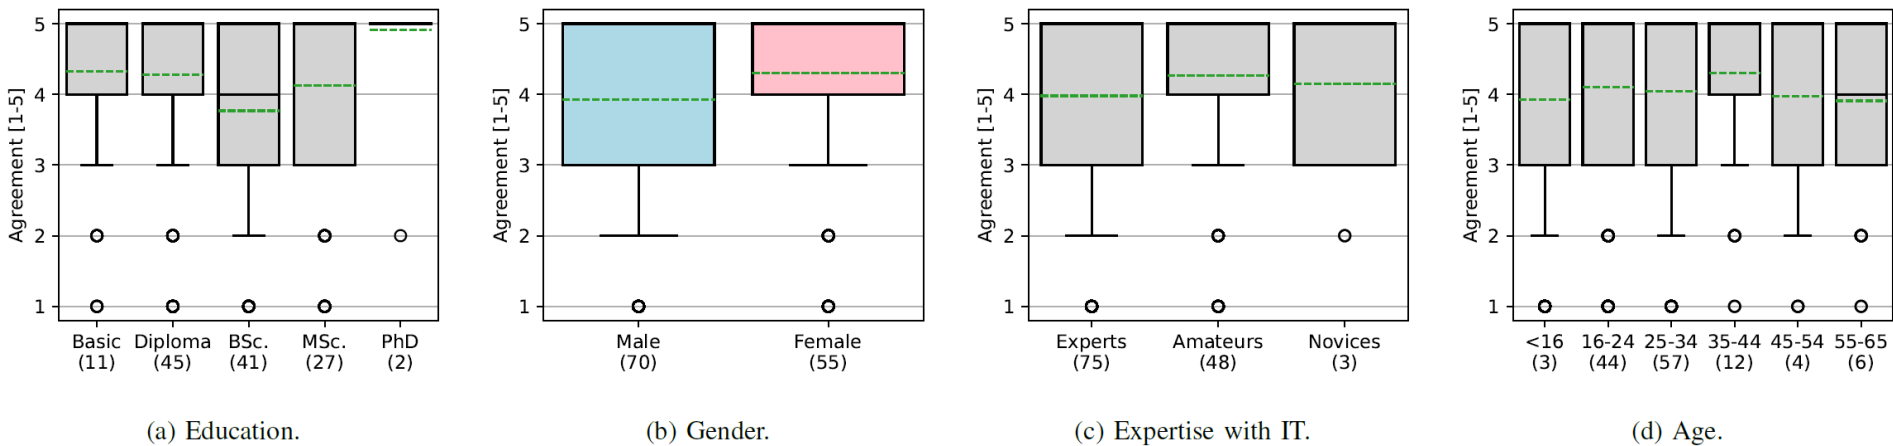 Agreement [1-5]
5
4
3
2
1
Basic Diploma BSc. MSc. PhD
(11) (45) (41) (27) (2)
(a) Education.
Agreement [1-5]
5
4
3
2
1
Male Female
(70) (55)
(b) Gender.
Agreement [1-5]
5
4
3
2
1
Experts Amateurs Novices
(75) (48) (3)
(c) Expertise with IT.
Agreement [1-5]
5
4
3
2
1
<16 16-24 25-34 35-44 45-54 55-65
(3) (44) (57) (12) (4) (6)
(d) Age.